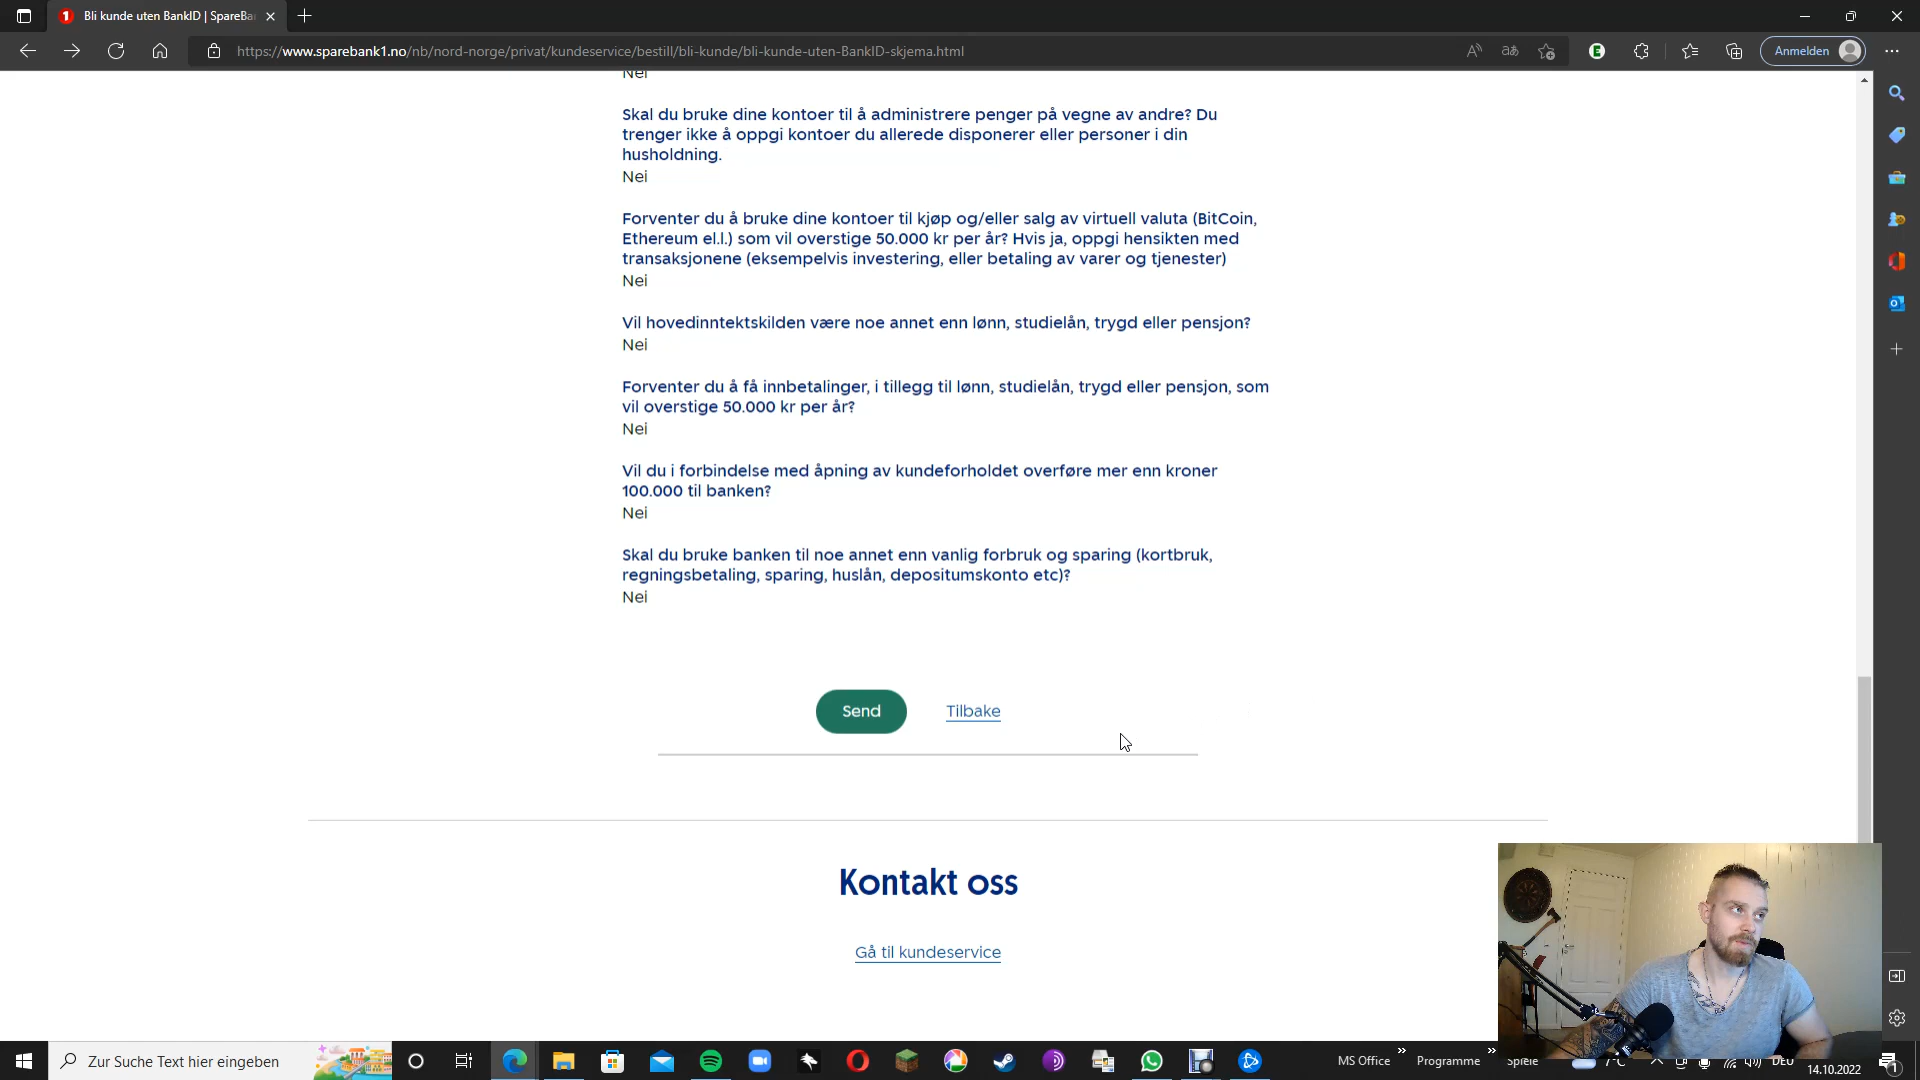 Bli kunde uten BankID | SpareBa
https://www.sparebank1.no/nb/nord-norge/privat/kundeservice/bestill/bli-kunde/bli-kunde-uten-BankID-skjema.html
Anmelden
Nei
Skal du bruke dine kontoer til å administrere penger på vegne av andre? Du
trenger ikke å oppgi kontoer du allerede disponerer eller personer i din
husholdning.
Nei
Forventer du å bruke dine kontoer til kjøp og/eller salg av virtuell valuta (BitCoin,
Ethereum el.l.) som vil overstige 50.000 kr per år? Hvis ja, oppgi hensikten med
transaksjonene (eksempelvis investering, eller betaling av varer og tjenester)
Nei
Vil hovedinntektskilden være noe annet enn lønn, studielån, trygd eller pensjon?
Nei
Forventer du å få innbetalinger, i tillegg til lønn, studielån, trygd eller pensjon, som
vil overstige 50.000 kr per år?
Nei
Vil du i forbindelse med åpning av kundeforholdet overføre mer enn kroner
100.000 til banken?
Nei
Skal du bruke banken til noe annet enn vanlig forbruk og sparing (kortbruk,
regningsbetaling, sparing, huslån, depositumskonto etc)?
Nei
Send Tilbake
Kontakt oss
Gå til kundeservice
Zur Suche Text hier eingeben
MS Office » Programme » Spiele
DEU
14.10.2022